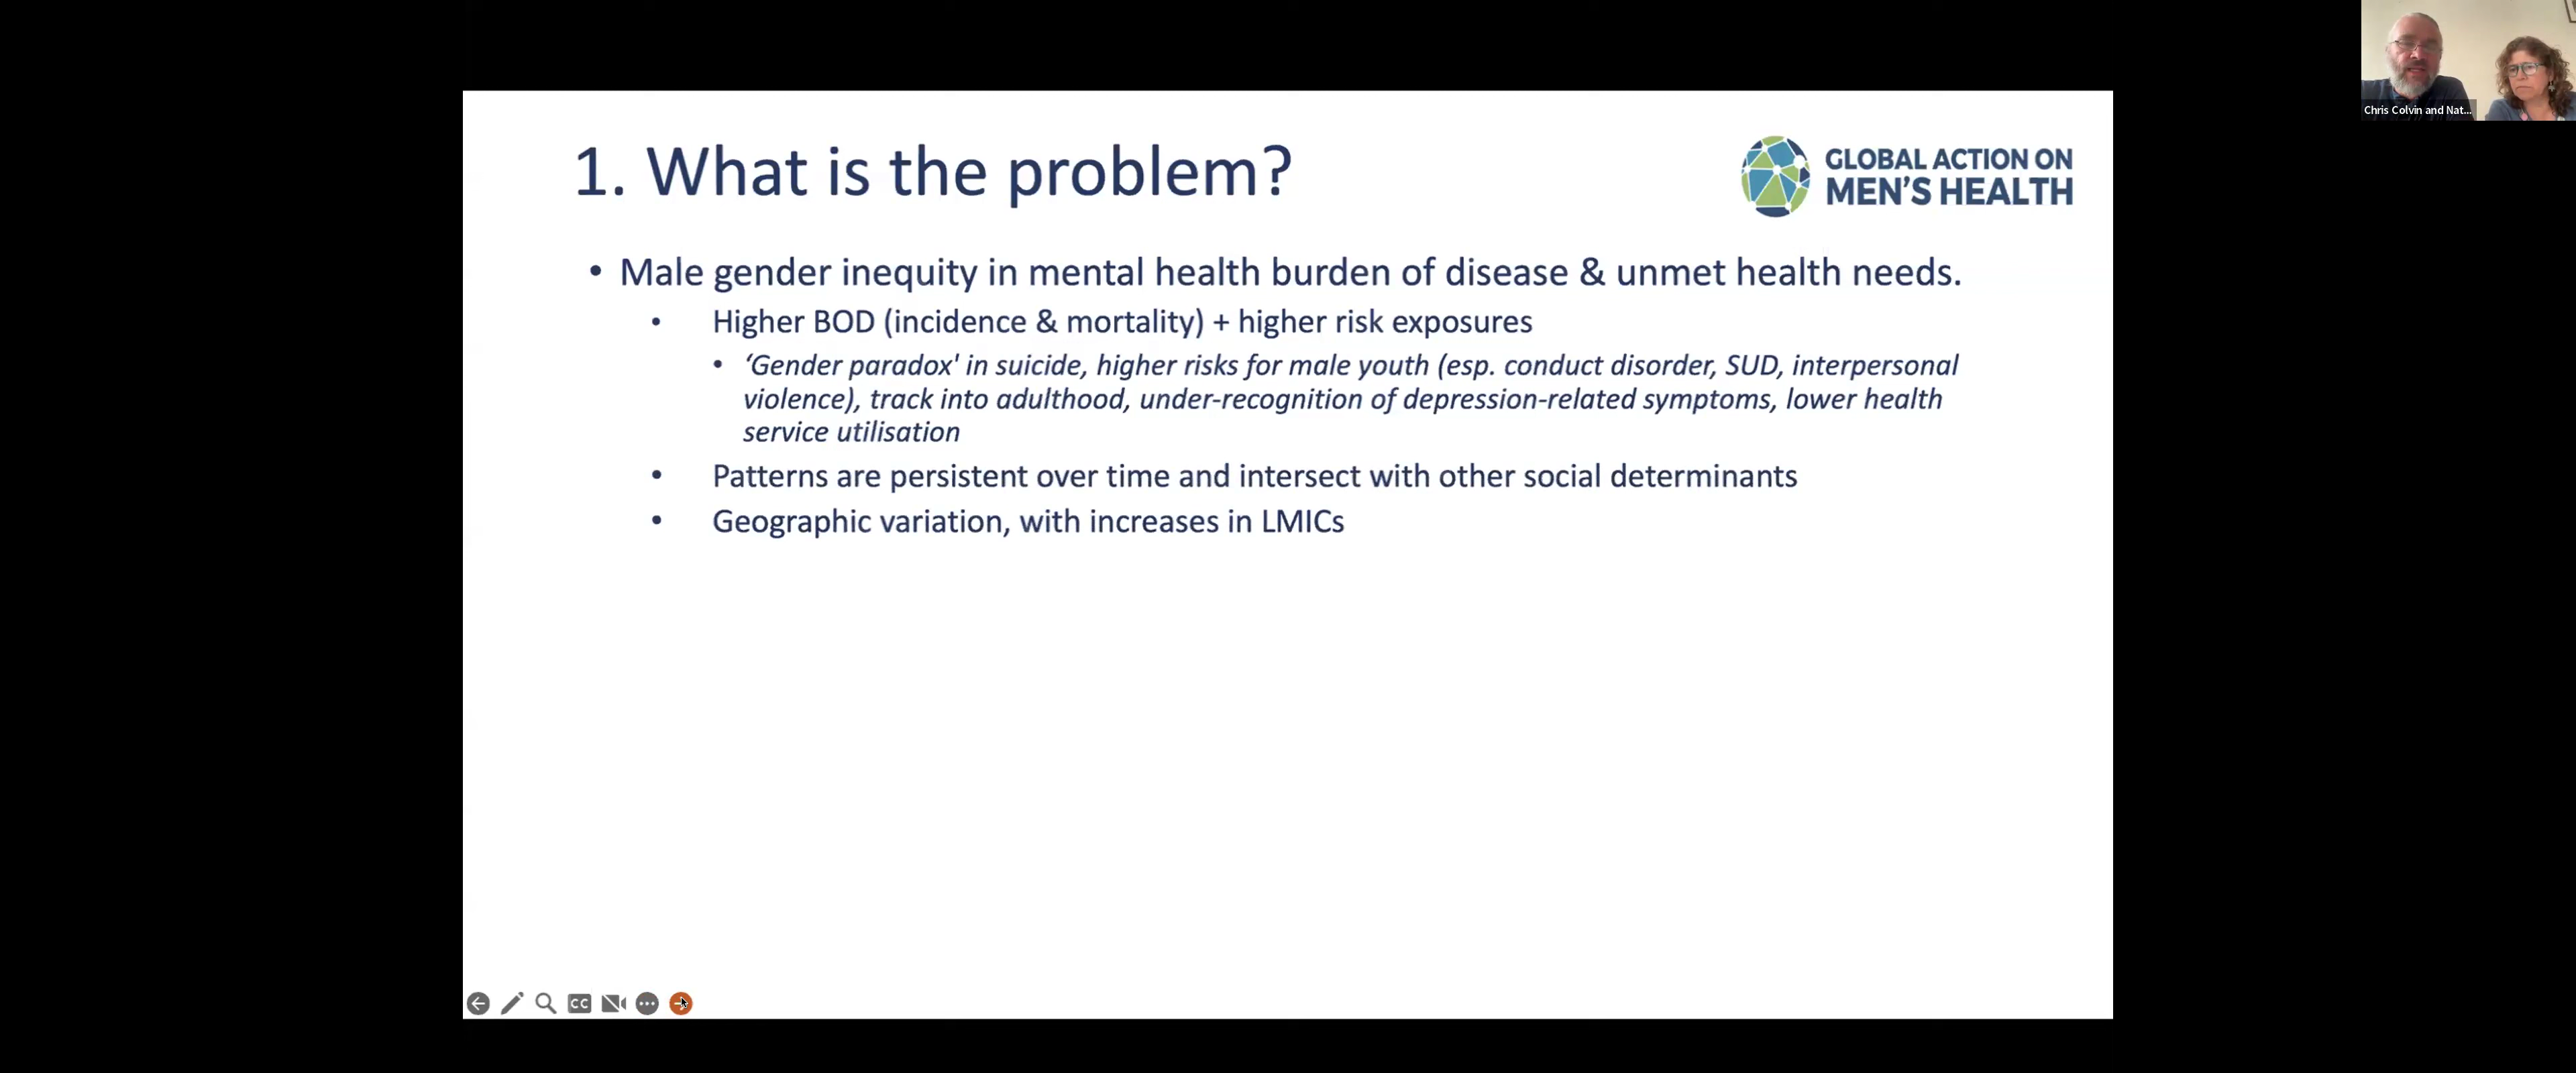 Chris Colvin and Nat...
1. What is the problem?
GLOBAL ACTION ON
MEN'S HEALTH
• Male gender inequity in mental health burden of disease & unmet health needs.
• Higher BOD (incidence & mortality) + higher risk exposures
• ‘Gender paradox' in suicide, higher risks for male youth (esp. conduct disorder, SUD, interpersonal
violence), track into adulthood, under-recognition of depression-related symptoms, lower health
service utilisation
• Patterns are persistent over time and intersect with other social determinants
• Geographic variation, with increases in LMICs
CC